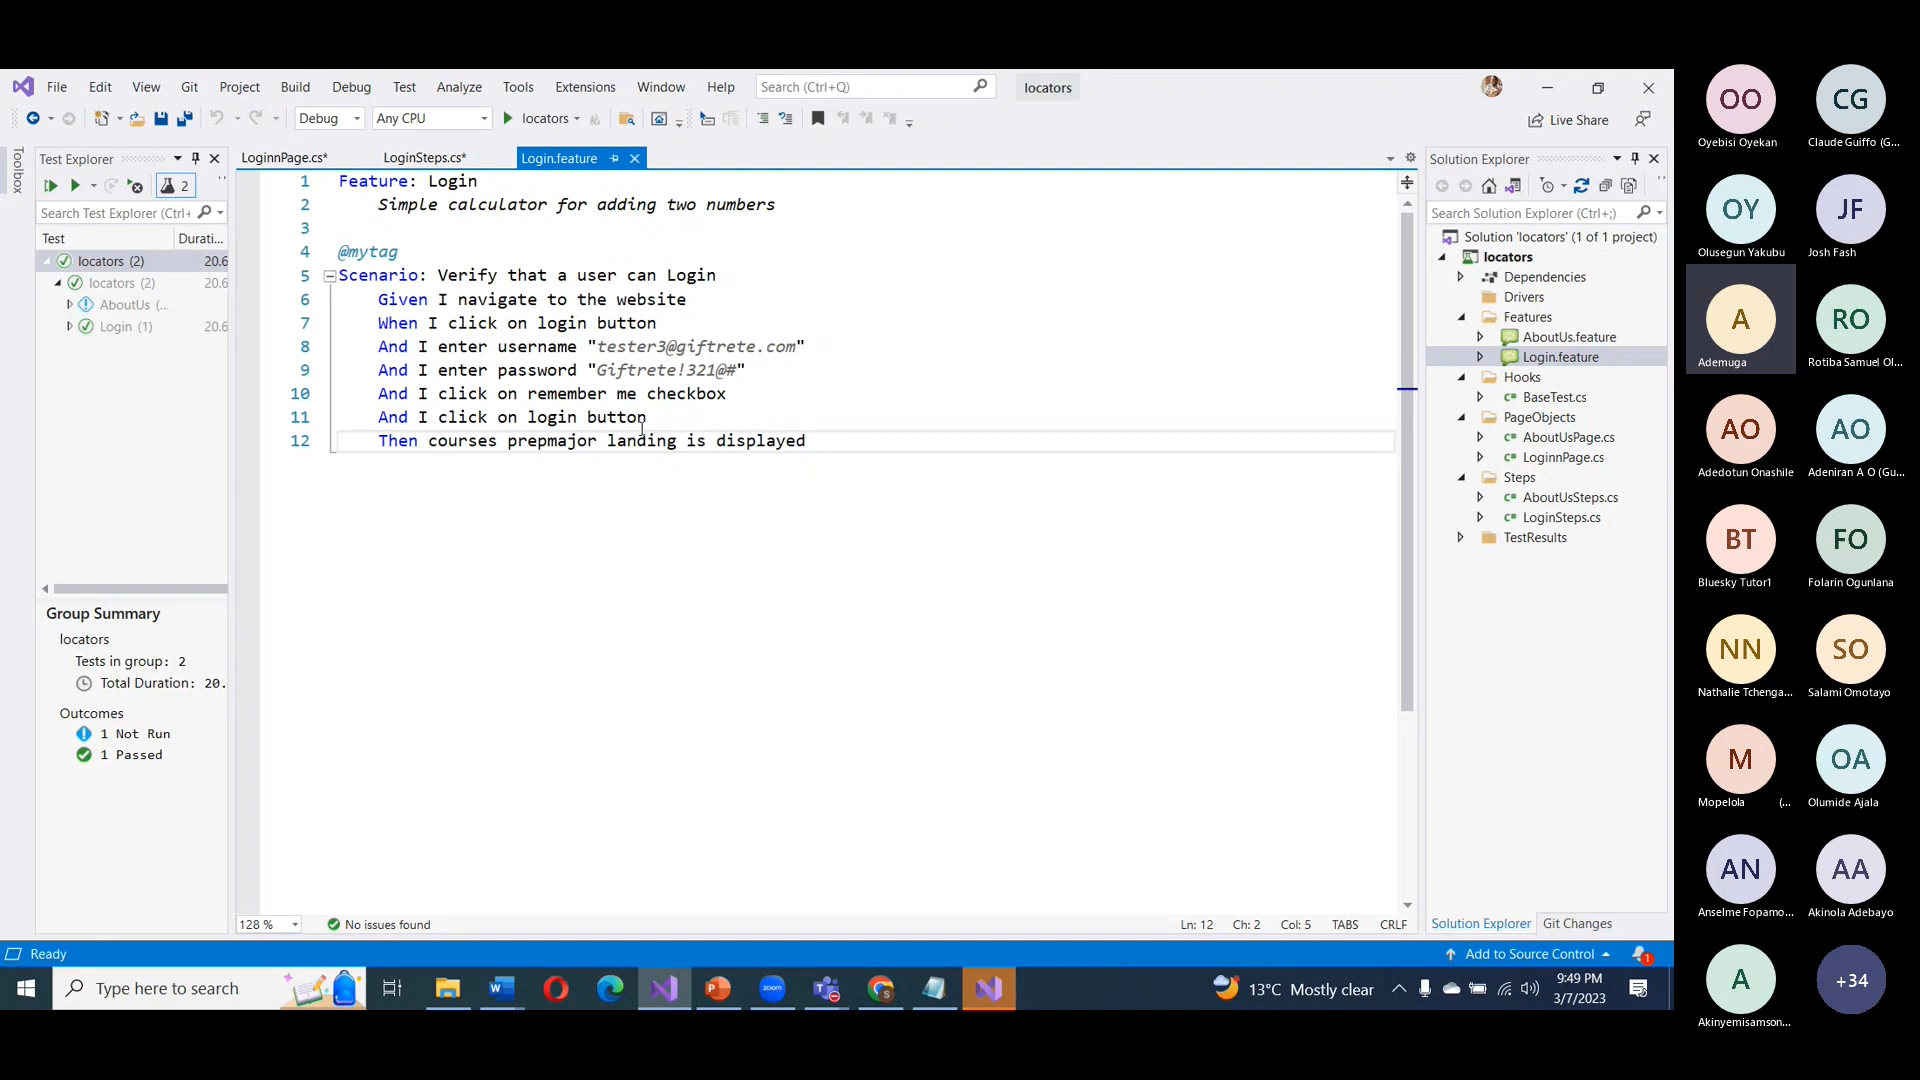 File Edit View Git Project Build Debug Test Analyze Tools Extensions Window Help Search (Ctrl+Q) locators
Debug Any CPU locators Live Share
Toolbox
Test Explorer
2
Search Test Explorer (Ctrl+
Test Durati...
locators (2) 20.6
locators (2) 20.6
AboutUs (...
Login (1) 20.6
Group Summary
locators
Tests in group: 2
Total Duration: 20.
Outcomes
1 Not Run
1 Passed
LoginnPage.cs* LoginSteps.cs* Login.feature
1 Feature: Login
2 Simple calculator for adding two numbers
3
4 @mytag
5 Scenario: Verify that a user can Login
6 Given I navigate to the website
7 When I click on login button
8 And I enter username "tester3@giftrete.com"
9 And I enter password "Giftrete!321@#"
10 And I click on remember me checkbox
11 And I click on login button
12 Then courses prepmajor landing is displayed
128 % No issues found Ln: 12 Ch: 2 Col: 5 TABS CRLF
Solution Explorer
Search Solution Explorer (Ctrl+;)
Solution 'locators' (1 of 1 project)
locators
Dependencies
Drivers
Features
AboutUs.feature
Login.feature
Hooks
BaseTest.cs
PageObjects
AboutUsPage.cs
LoginnPage.cs
Steps
AboutUsSteps.cs
LoginSteps.cs
TestResults
Solution Explorer Git Changes
Ready Add to Source Control 1
Type here to search zoom 13°C Mostly clear 9:49 PM
3/7/2023
OO CG
Oyebisi Oyekan Claude Guiffo (G...
OY JF
Olusegun Yakubu Josh Fash
A RO
Ademuga Rotiba Samuel Ol...
AO AO
Adedotun Onashile Adeniran A O (Gu...
BT FO
Bluesky Tutor1 Folarin Ogunlana
NN SO
Nathalie Tchenga... Salami Omotayo
M OA
Mopelola (... Olumide Ajala
AN AA
Anselme Fopamo... Akinola Adebayo
A +34
Akinyemisamson...